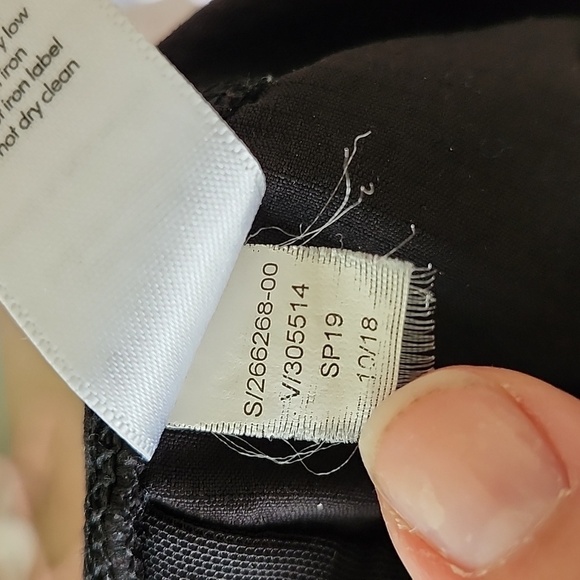 low
iron
iron label
not dry clean
S/266268-00
V/305514
SP19
10/18